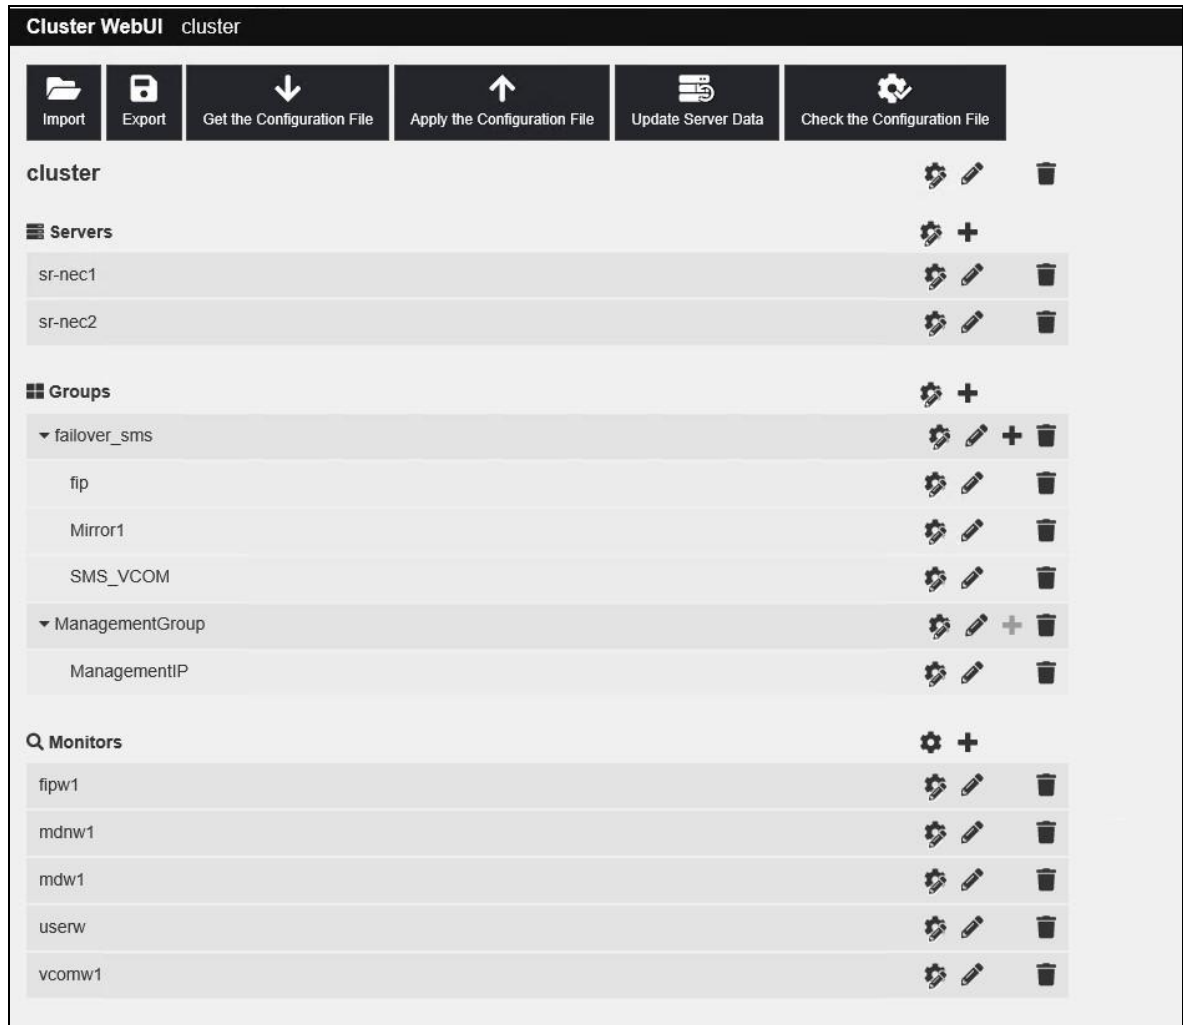 Cluster WebUI cluster
Import Export Get the Configuration File Apply the Configuration File Update Server Data Check the Configuration File
cluster
Servers
sr-nec1
sr-nec2
Groups
failover_sms
fip
Mirror1
SMS_VCOM
ManagementGroup
ManagementIP
Monitors
fipw1
mdnw1
mdw1
userw
vcomw1